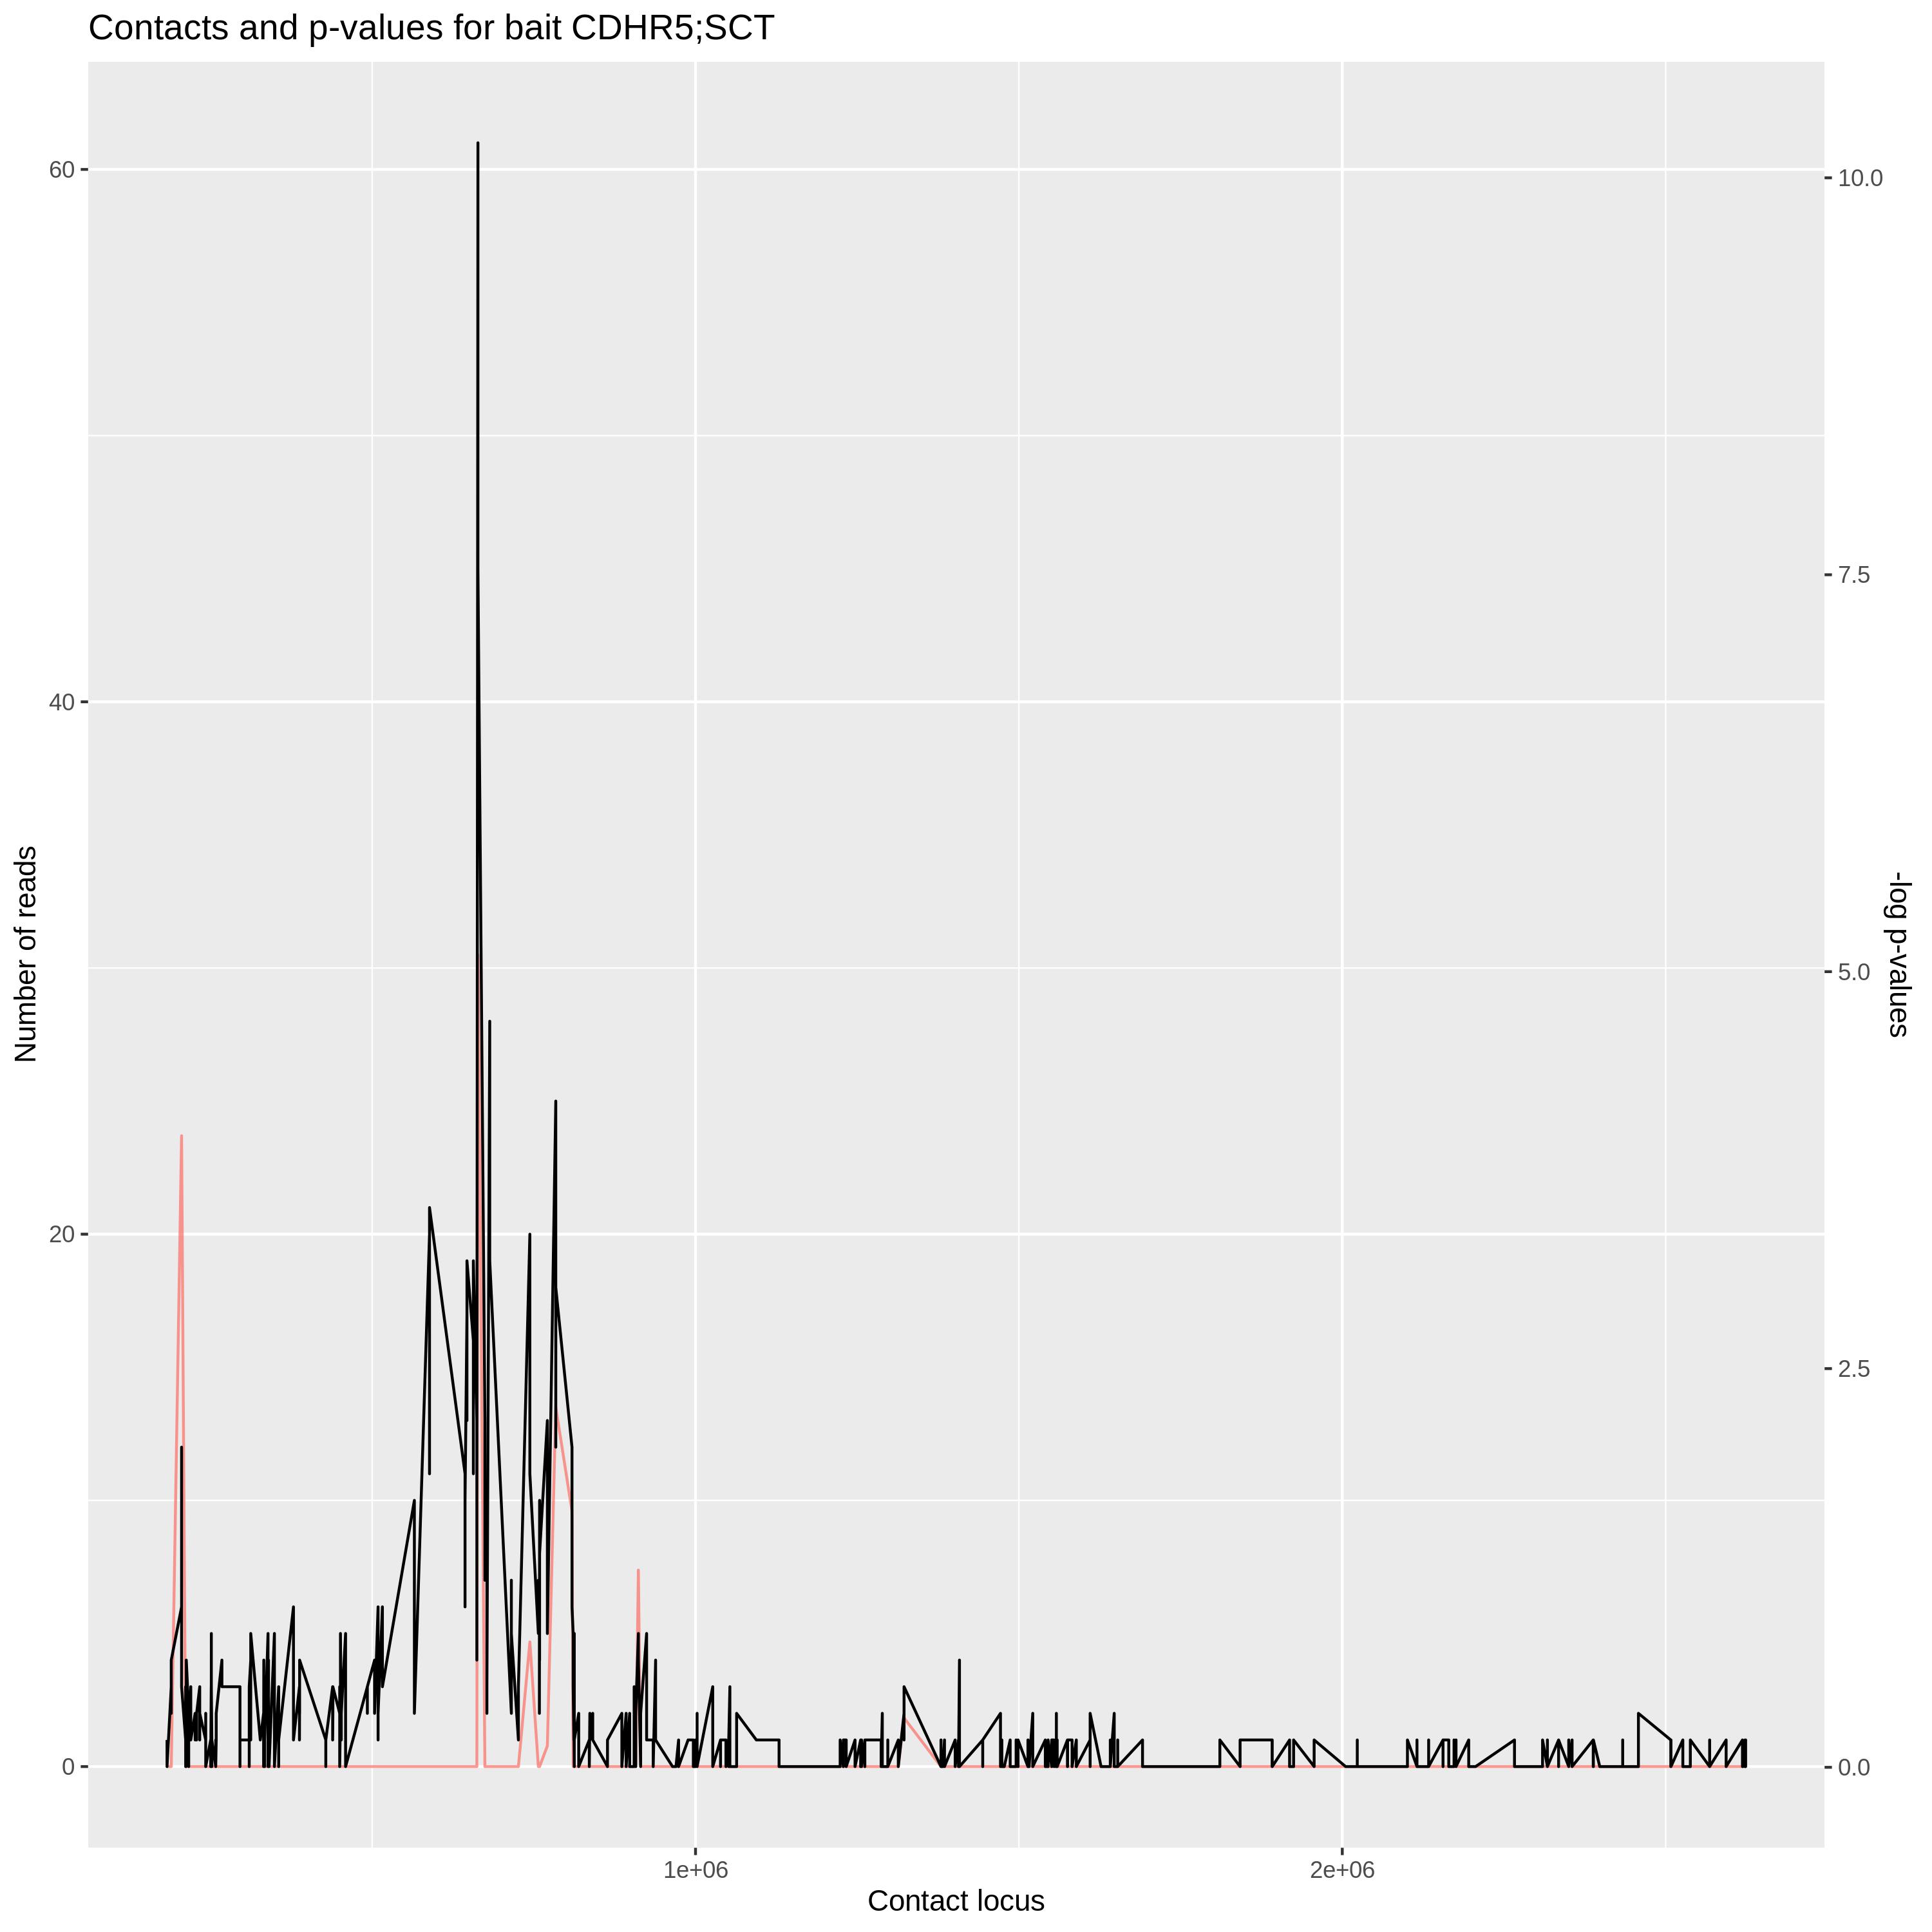 Contacts and p-values for bait CDHR5;SCT
60
40
20
0
Number of reads
10.0
7.5
5.0
2.5
0.0
-log p-values
1e+06
2e+06
Contact locus